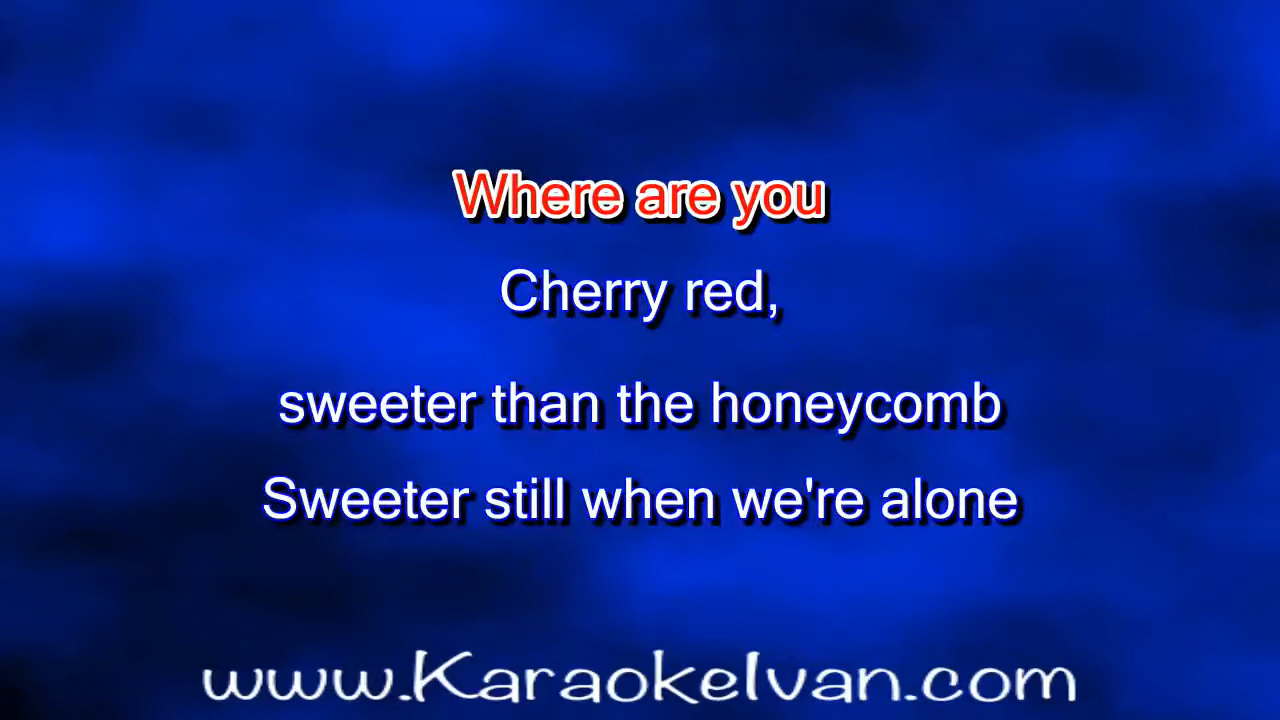 Where are you
Cherry red,
sweeter than the honeycomb
Sweeter still when we're alone
www.KaraokeIvan.com